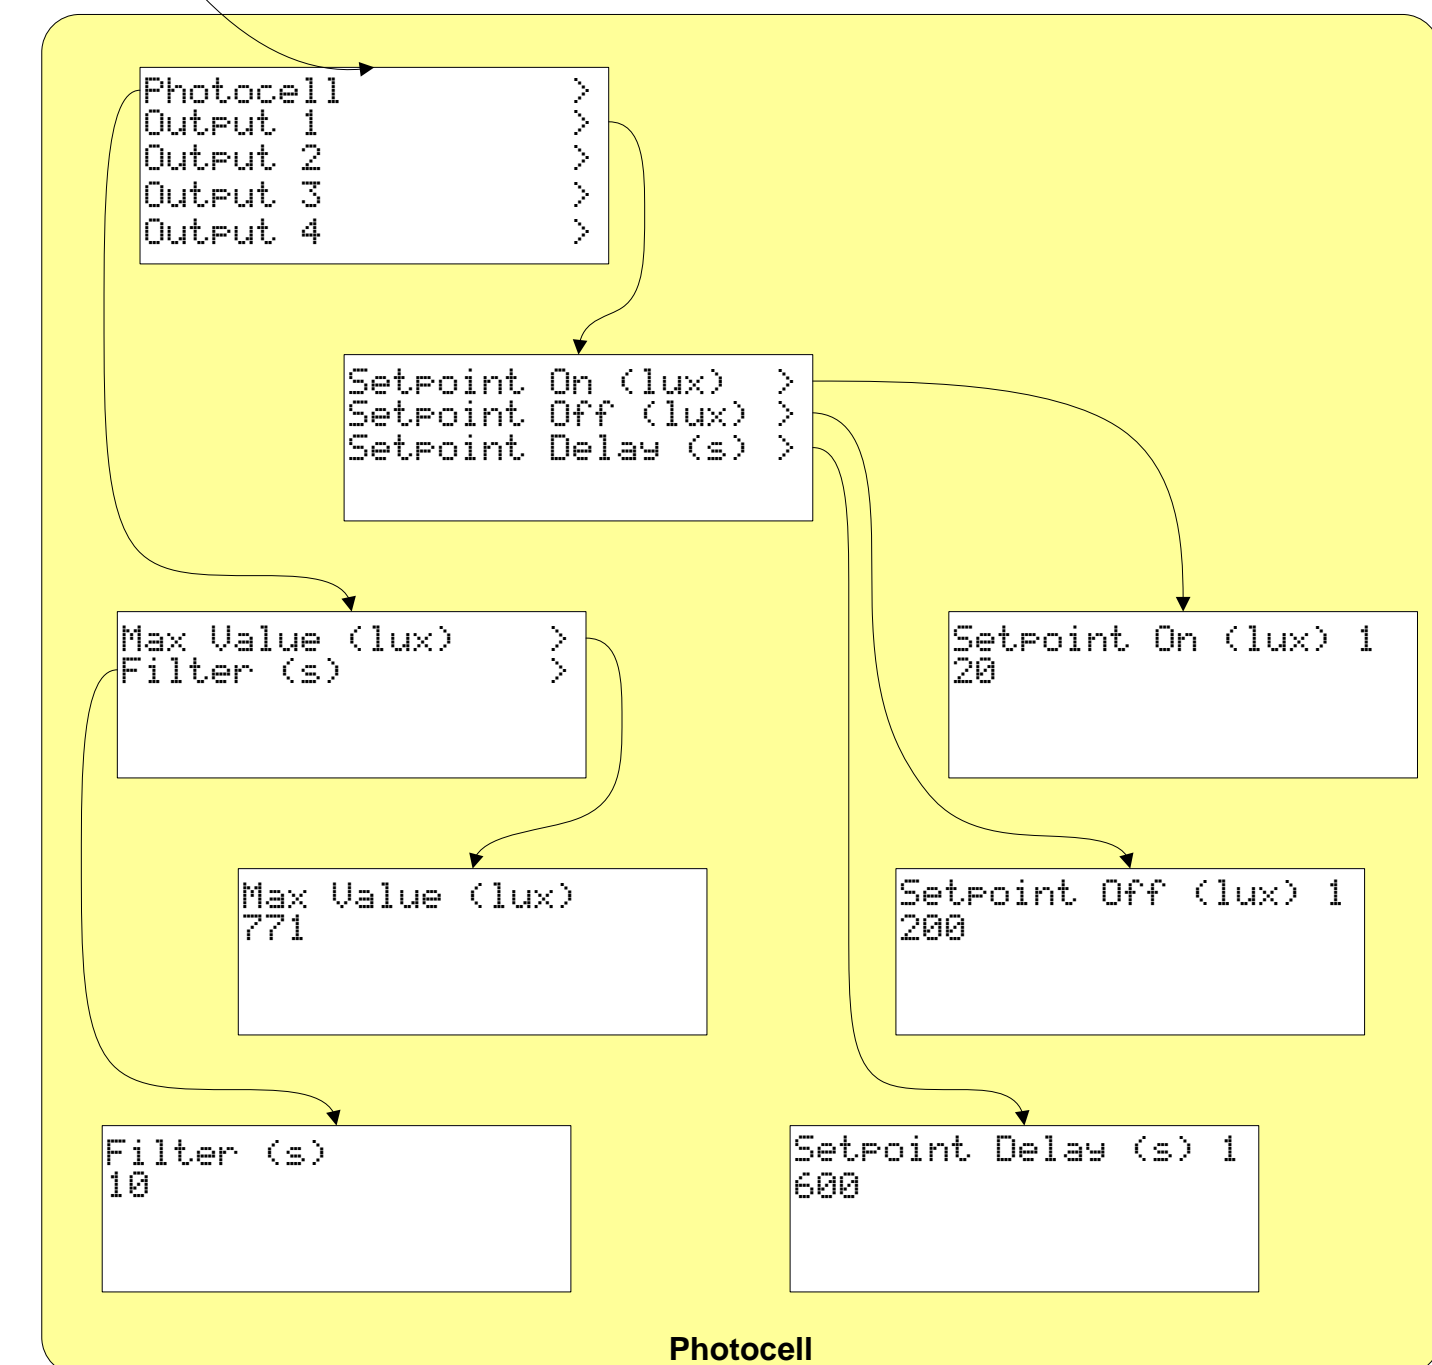 Photocell >
Output 1 >
Output 2 >
Output 3 >
Output 4 >
Setpoint On (lux) >
Setpoint Off (lux) >
Setpoint Delay (s) >
Max Value (lux) >
Filter (s) >
Setpoint On (lux) 1
20
Max Value (lux)
771
Setpoint Off (lux) 1
200
Filter (s)
10
Setpoint Delay (s) 1
600
Photocell